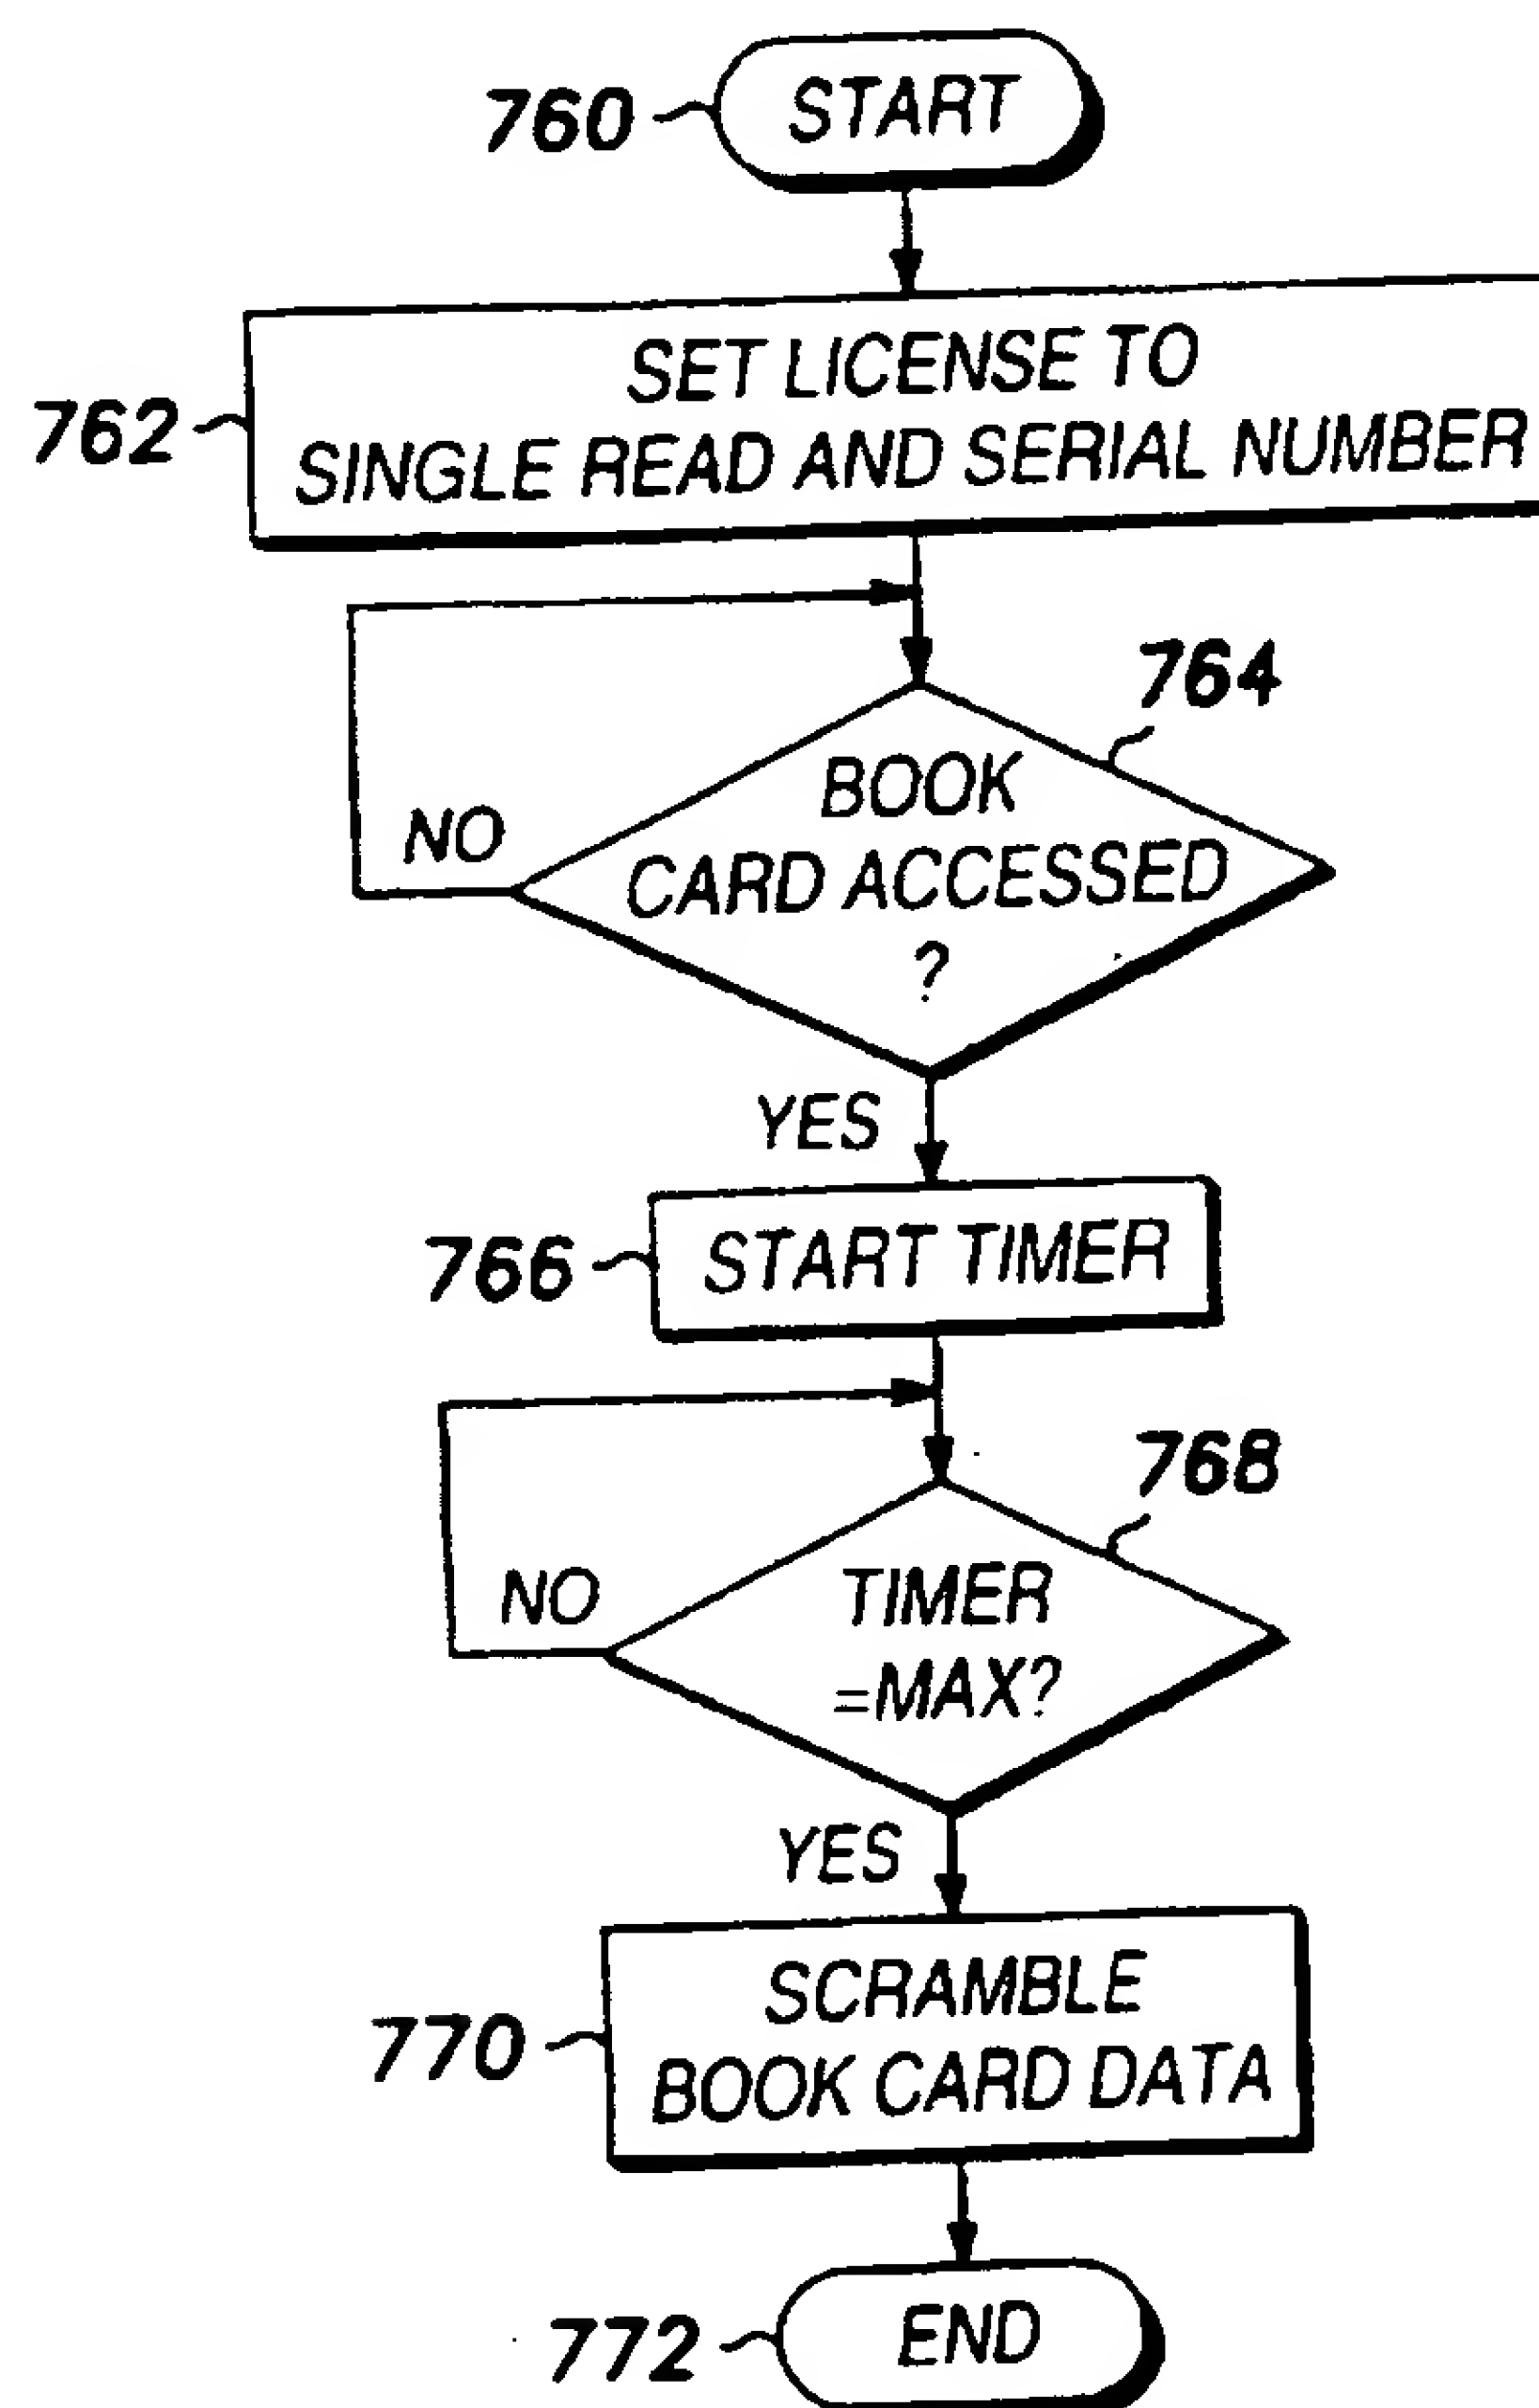 760 START
SET LICENSE TO
762 SINGLE READ AND SERIAL NUMBER
764
BOOK
NO CARD ACCESSED
?
YES
766 START TIMER
768
NO TIMER
=MAX?
YES
SCRAMBLE
770 BOOK CARD DATA
772 END